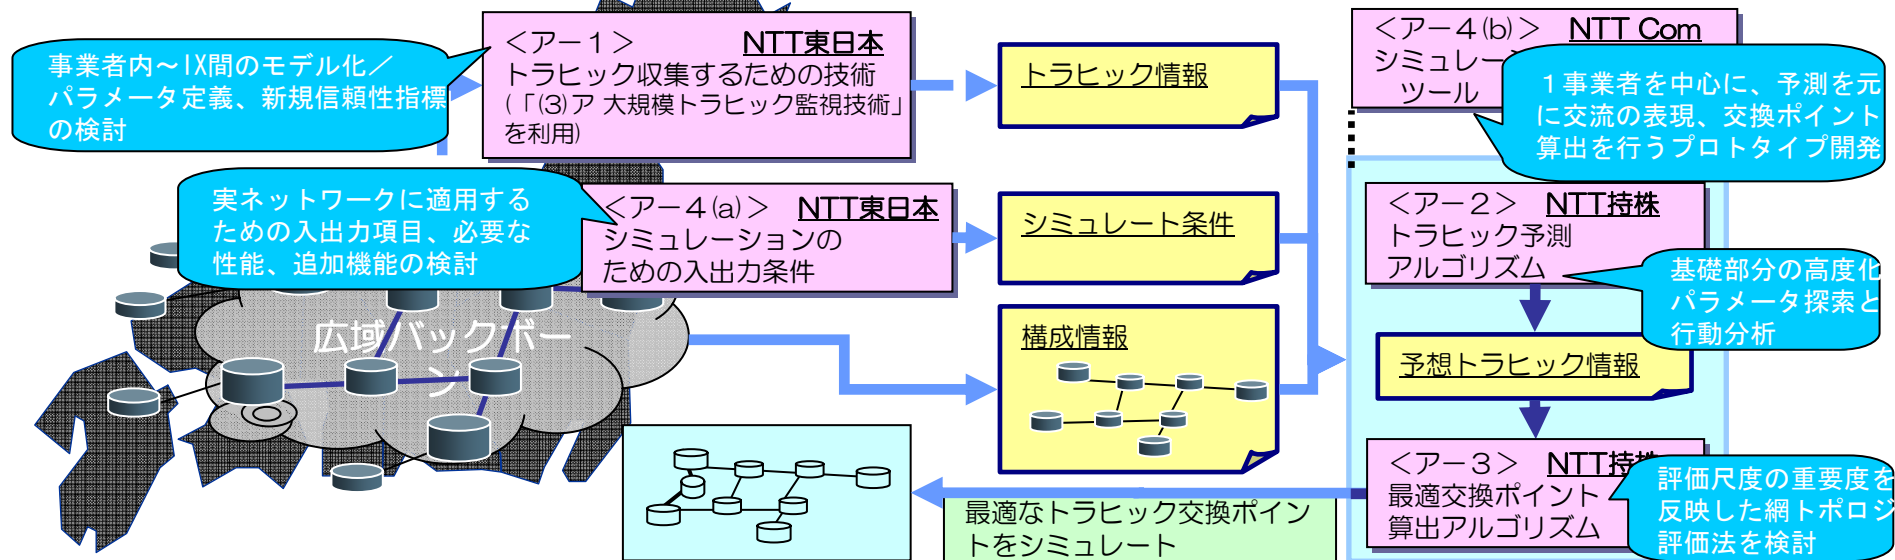 事業者内～IX間のモデル化／
パラメータ定義、新規信頼性指標
の検討
＜アー１＞ NTT東日本
トラヒック収集するための技術
(「(3)ア 大規模トラヒック監視技術」
を利用)
トラヒック情報
＜アー４(b)＞ NTT Com
シミュレー
ツール
１事業者を中心に、予測を元
に交流の表現、交換ポイント
算出を行うプロトタイプ開発
実ネットワークに適用する
ための入出力項目、必要な
性能、追加機能の検討
＜アー４(a)＞ NTT東日本
シミュレーションの
ための入出力条件
シミュレート条件
＜アー２＞ NTT持株
トラヒック予測
アルゴリズム
基礎部分の高度化
パラメータ探索と
行動分析
広域バックボー
ン
構成情報
予想トラヒック情報
＜アー３＞ NTT持株
最適交換ポイント
算出アルゴリズム
評価尺度の重要度を
反映した網トポロジ
評価法を検討
最適なトラヒック交換ポイン
トをシミュレート